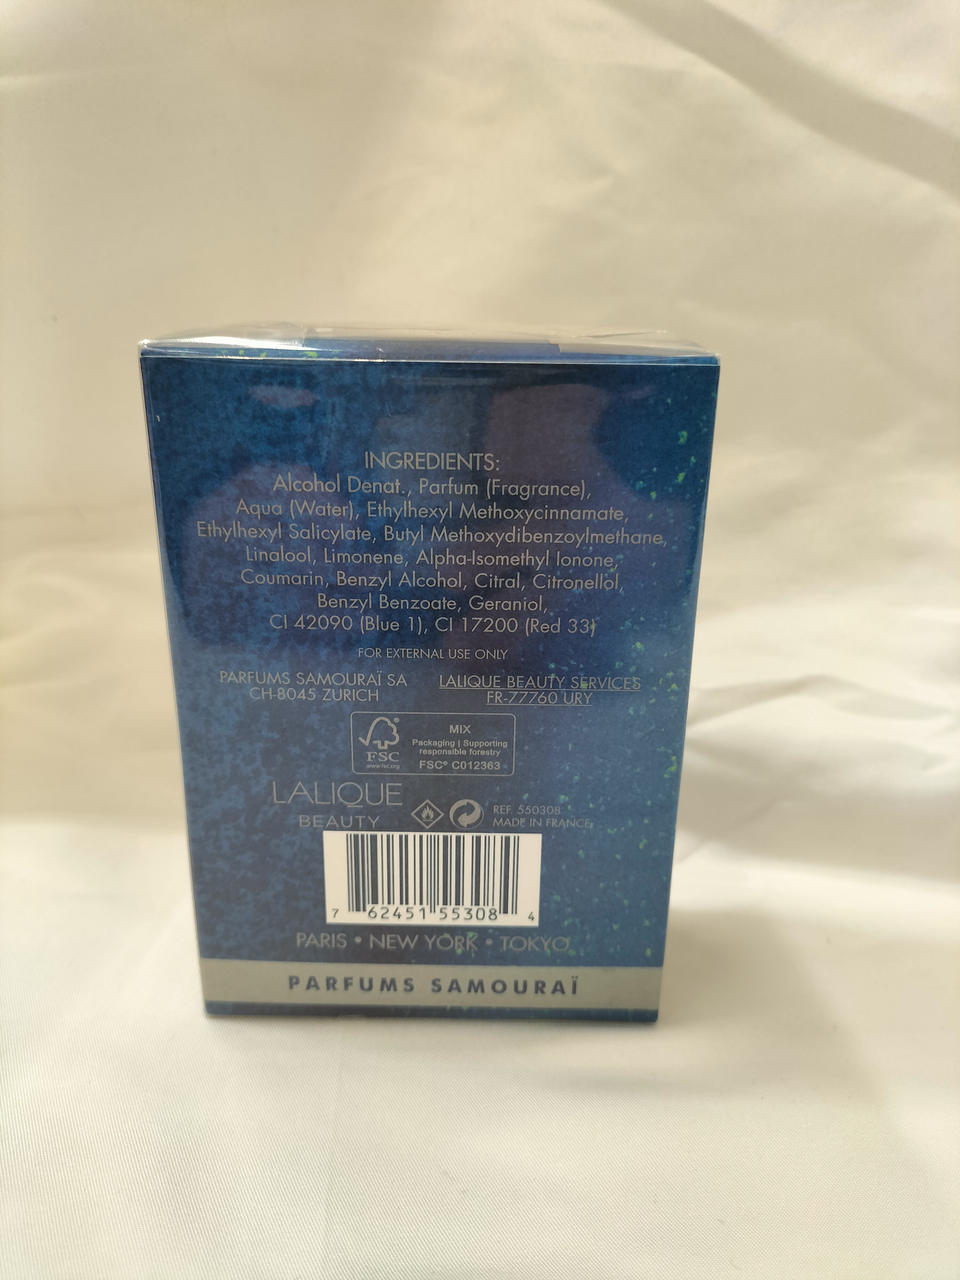 INGREDIENTS:
Alcohol Denat., Parfum (Fragrance),
Aqua (Water), Ethylhexyl Methoxycinnamate,
Ethylhexyl Salicylate, Butyl Methoxydibenzoylmethane,
Linalool, Limonene, Alpha-Isomethyl Ionone,
Coumarin, Benzyl Alcohol, Citral, Citronellol,
Benzyl Benzoate, Geraniol,
CI 42090 (Blue 1), CI 17200 (Red 33)
FOR EXTERNAL USE ONLY
PARFUMS SAMOURAÏ SA
CH-8045 ZURICH
LALIQUE BEAUTY SERVICES
FR-77760 URY
FSC
www.fsc.org
MIX
Packaging | Supporting
responsible forestry
FSC® C012363
LALIQUE
BEAUTY
REF. 550308
MADE IN FRANCE
7 62451 55308 4
PARIS • NEW YORK • TOKYO
PARFUMS SAMOURAÏ